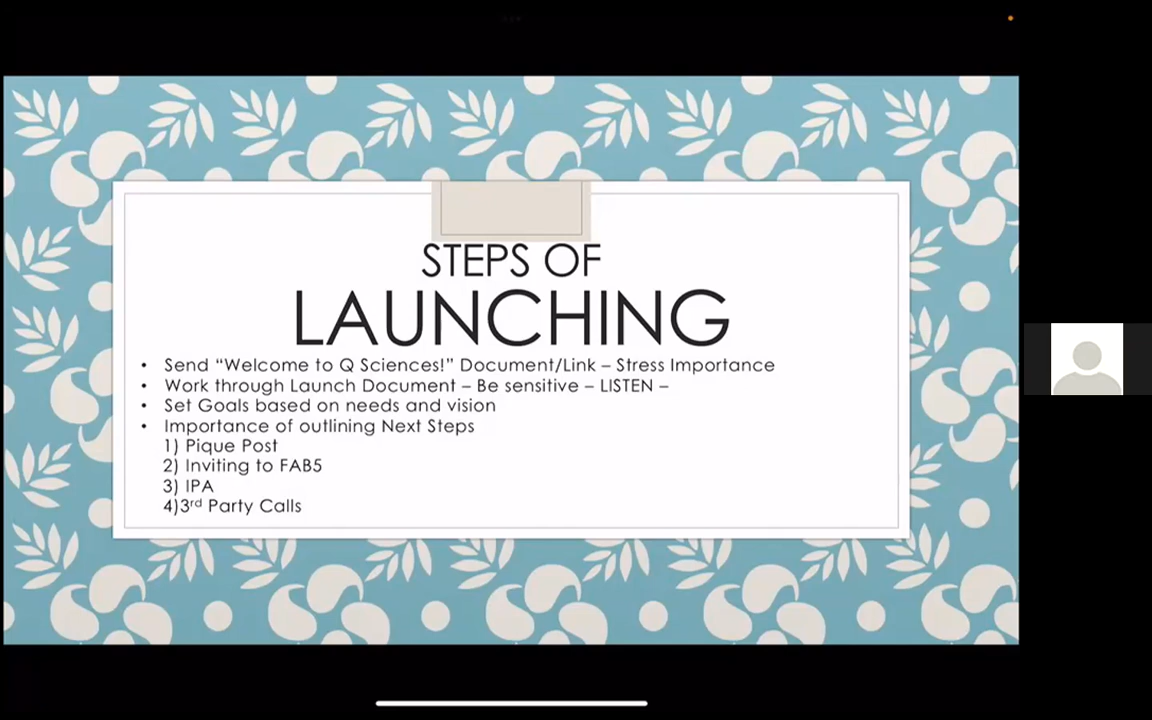 STEPS OF
LAUNCHING
• Send “Welcome to Q Sciences!” Document/Link – Stress Importance
• Work through Launch Document – Be sensitive – LISTEN –
• Set Goals based on needs and vision
• Importance of outlining Next Steps
1) Pique Post
2) Inviting to FAB5
3) IPA
4)3rd Party Calls